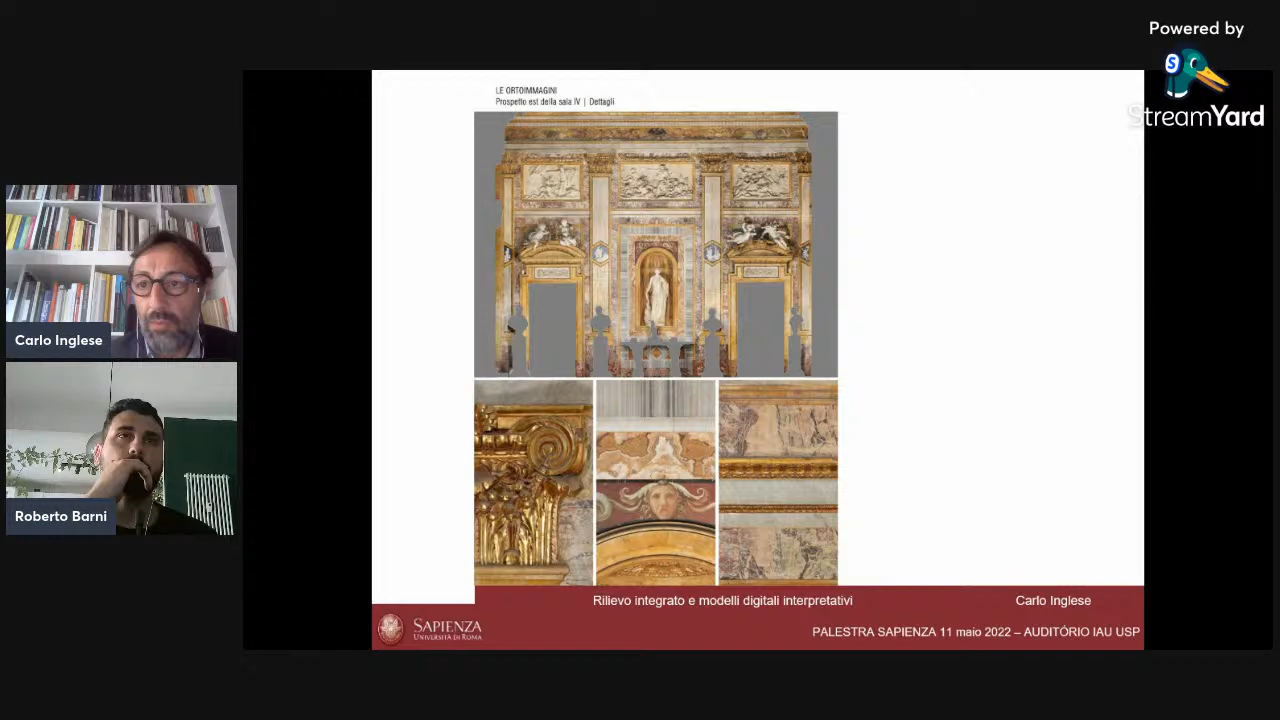 Powered by
StreamYard
LE ORTOIMMAGINI
Prospetto est della sala IV | Dettagli
Carlo Inglese
Roberto Barni
Rilievo integrato e modelli digitali interpretativi
Carlo Inglese
SAPIENZA
UNIVERSITÀ DI ROMA
PALESTRA SAPIENZA 11 maio 2022 – AUDITÓRIO IAU USP